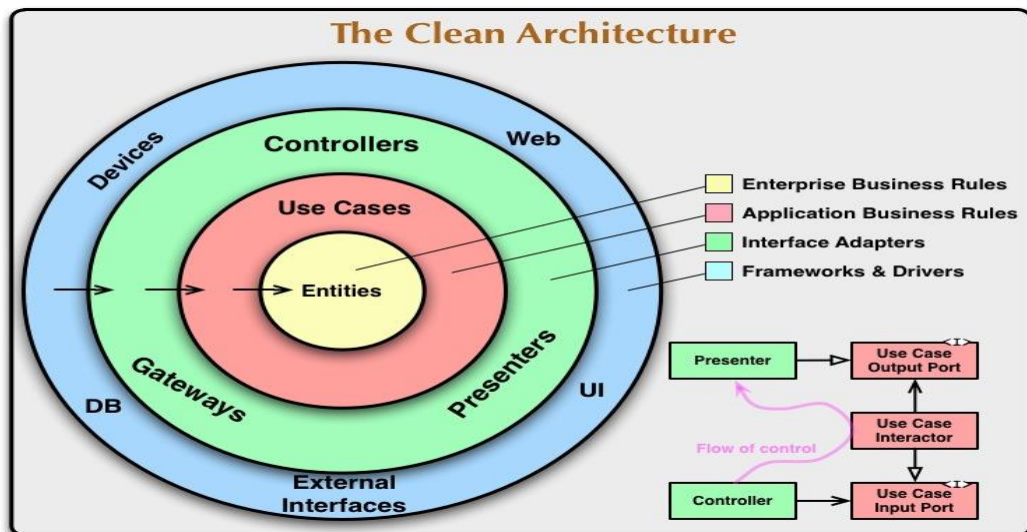 The Clean Architecture
Devices
Web
Controllers
Use Cases
Entities
Gateways
Presenters
DB
UI
External
Interfaces
Enterprise Business Rules
Application Business Rules
Interface Adapters
Frameworks & Drivers
Presenter
<I>
Use Case
Output Port
Flow of control
Use Case
Interactor
Controller
<I>
Use Case
Input Port